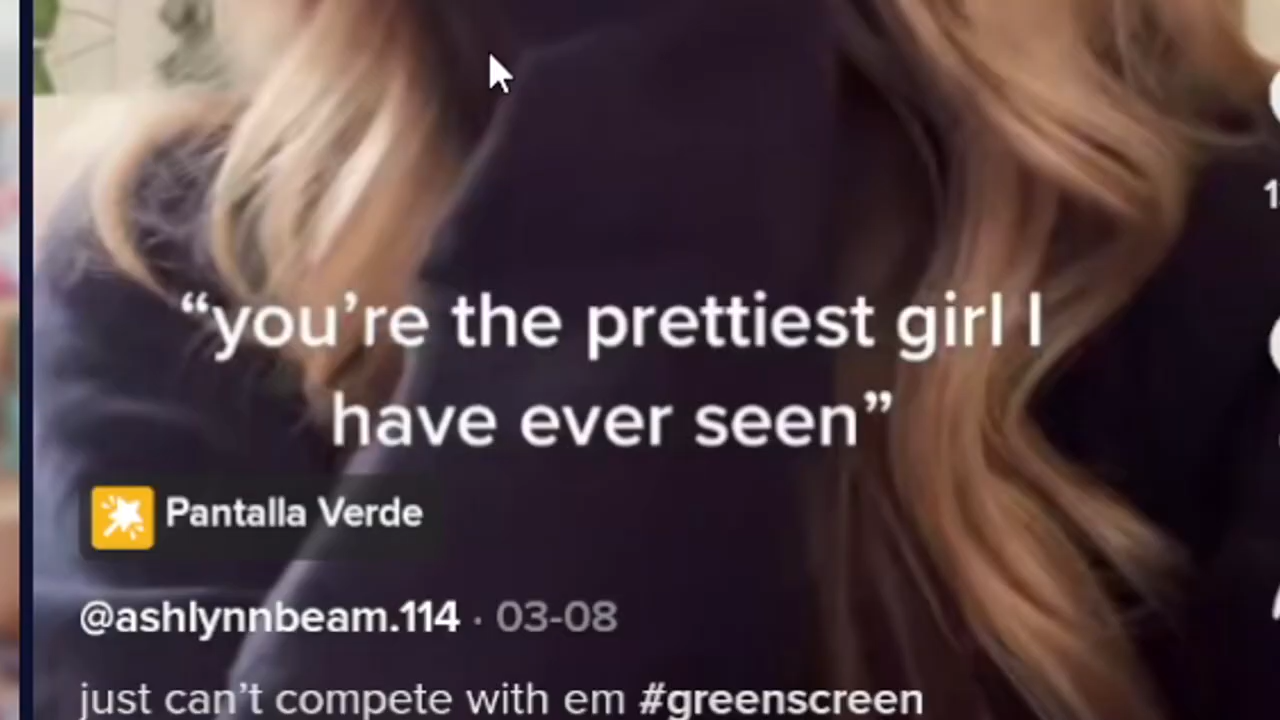 “you’re the prettiest girl I
have ever seen”
Pantalla Verde
@ashlynnbeam.114 · 03-08
just can’t compete with em #greenscreen